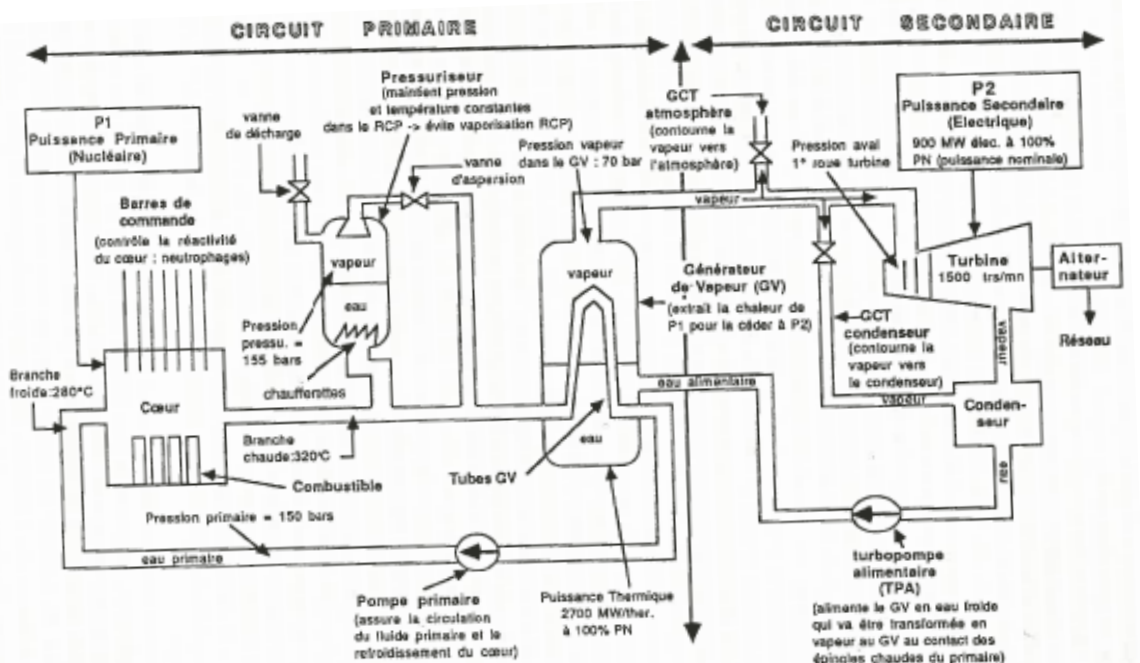 CIRCUIT PRIMAIRE
CIRCUIT SECONDAIRE
P1
Puissance Primaire
(Nucléaire)
vanne
de décharge
Pressuriseur
(maintient pression
et température constantes
dans le RCP -> évite vaporisation RCP)
vanne
d'aspersion
Pression vapeur
dans le GV : 70 bar
GCT
atmosphère
(contourne la
vapeur vers
l'atmosphère)
Pression aval
1° roue turbine
P2
Puissance Secondaire
(Electrique)
900 MW élec. à 100%
PN (puissance nominale)
Barres de
commande
(contrôle la réactivité
du cœur : neutrophages)
vapeur
eau
Pression
pressu. =
155 bars
chaufferettes
vapeur
vapeur
Générateur
de Vapeur (GV)
(extrait la chaleur de
P1 pour la céder à P2)
Turbine
1500 trs/mn
Alter-
nateur
Réseau
GCT
condenseur
(contourne la
vapeur vers
le condenseur)
vapeur
vapeur
Conden-
seur
eau
Branche
froide:280°C
Cœur
Branche
chaude:320°C
Combustible
eau alimentaire
eau
Tubes GV
Pression primaire = 150 bars
eau primaire
Pompe primaire
(assure la circulation
du fluide primaire et le
refroidissement du cœur)
Puissance Thermique
2700 MW/ther.
à 100% PN
turbopompe
alimentaire
(TPA)
(alimente le GV en eau froide
qui va être transformée en
vapeur au GV au contact des
épingles chaudes du primaire)